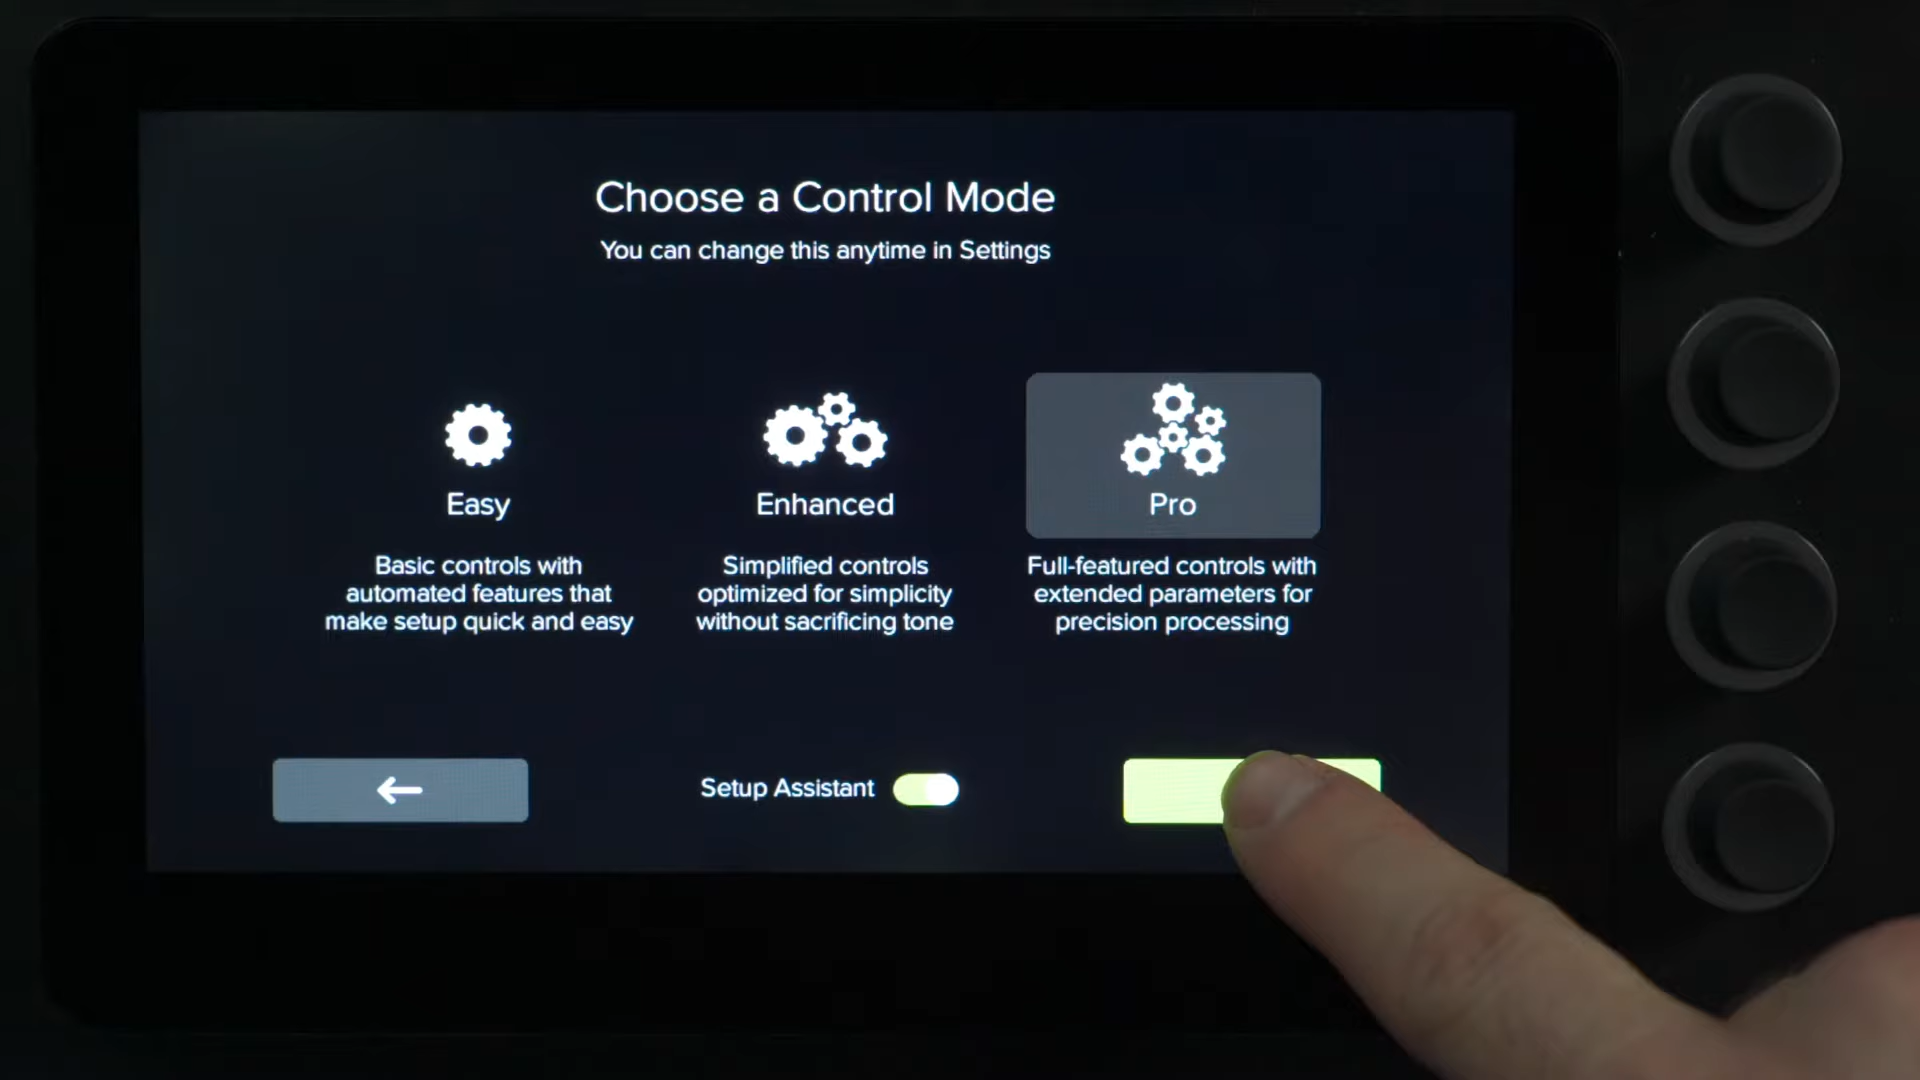 Choose a Control Mode
You can change this anytime in Settings
Easy
Basic controls with
automated features that
make setup quick and easy
Enhanced
Simplified controls
optimized for simplicity
without sacrificing tone
Pro
Full-featured controls with
extended parameters for
precision processing
Setup Assistant